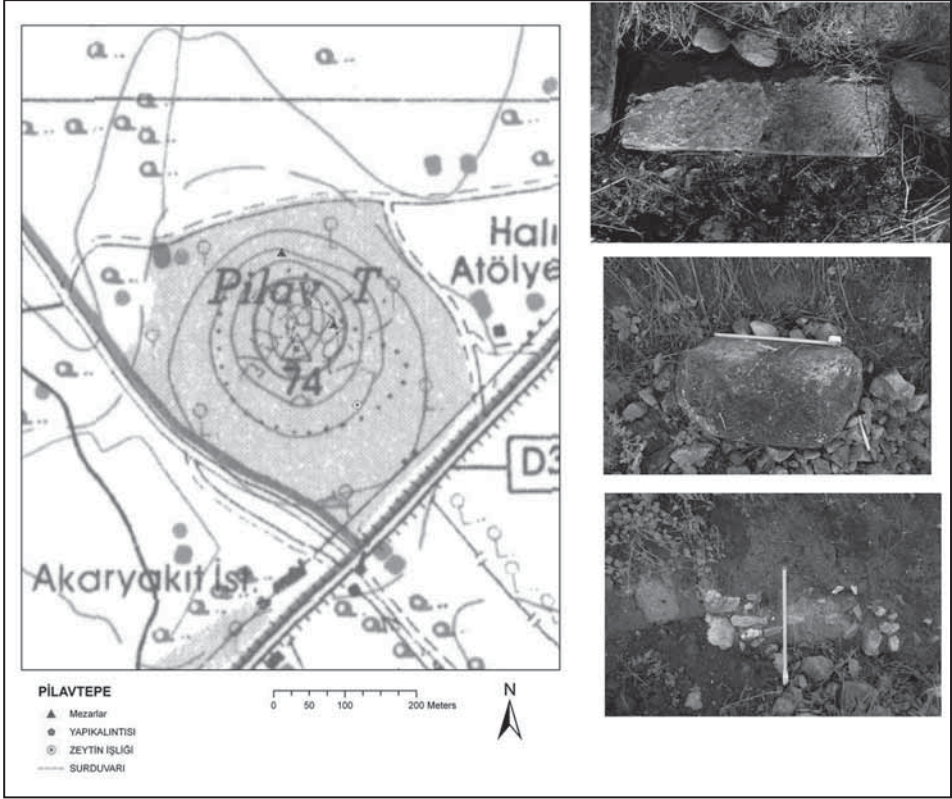 Halı
Atölye
Pilav T
74
D3
Akaryakıt İst.
PİLAVTEPE
Mezarlar
YAPIKALINTISI
ZEYTİN İŞLİĞİ
SURDUVARI
0 50 100 200 Meters
N